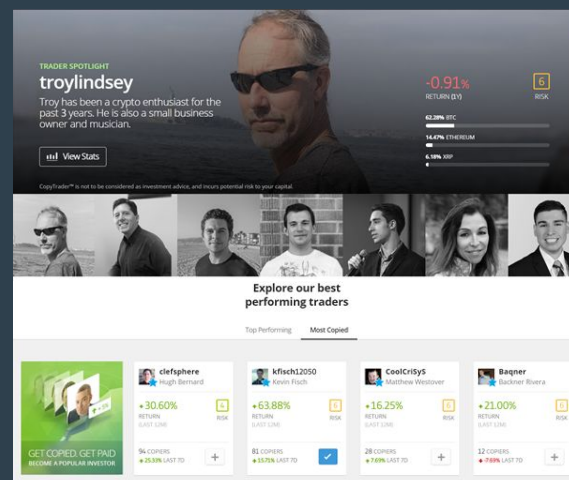 TRADER SPOTLIGHT
troylindsey
Troy has been a crypto enthusiast for the
past 3 years. He is also a small business
owner and musician.
View Stats
CopyTrader™ is not to be considered as investment advice, and incurs potential risk to your capital.
-0.91%
RETURN (1Y)
6
RISK
62.28% BTC
14.47% ETHEREUM
6.18% XRP
Explore our best
performing traders
Top Performing Most Copied
+3%
GET COPIED. GET PAID
BECOME A POPULAR INVESTOR
clefsphere
Hugh Bernard
+30.60%
RETURN
(LAST 12M)
4
RISK
94 COPIERS
LAST 7D
+
kfisch12050
Kevin Fisch
+63.88%
RETURN
(LAST 12M)
6
RISK
81 COPIERS
LAST 7D
CoolCriSyS
Matthew Westover
+16.25%
RETURN
(LAST 12M)
6
RISK
28 COPIERS
+7.69% LAST 7D
+
Baqner
Backner Rivera
+21.00%
RETURN
(LAST 12M)
6
RISK
12 COPIERS
-7.69% LAST 7D
+